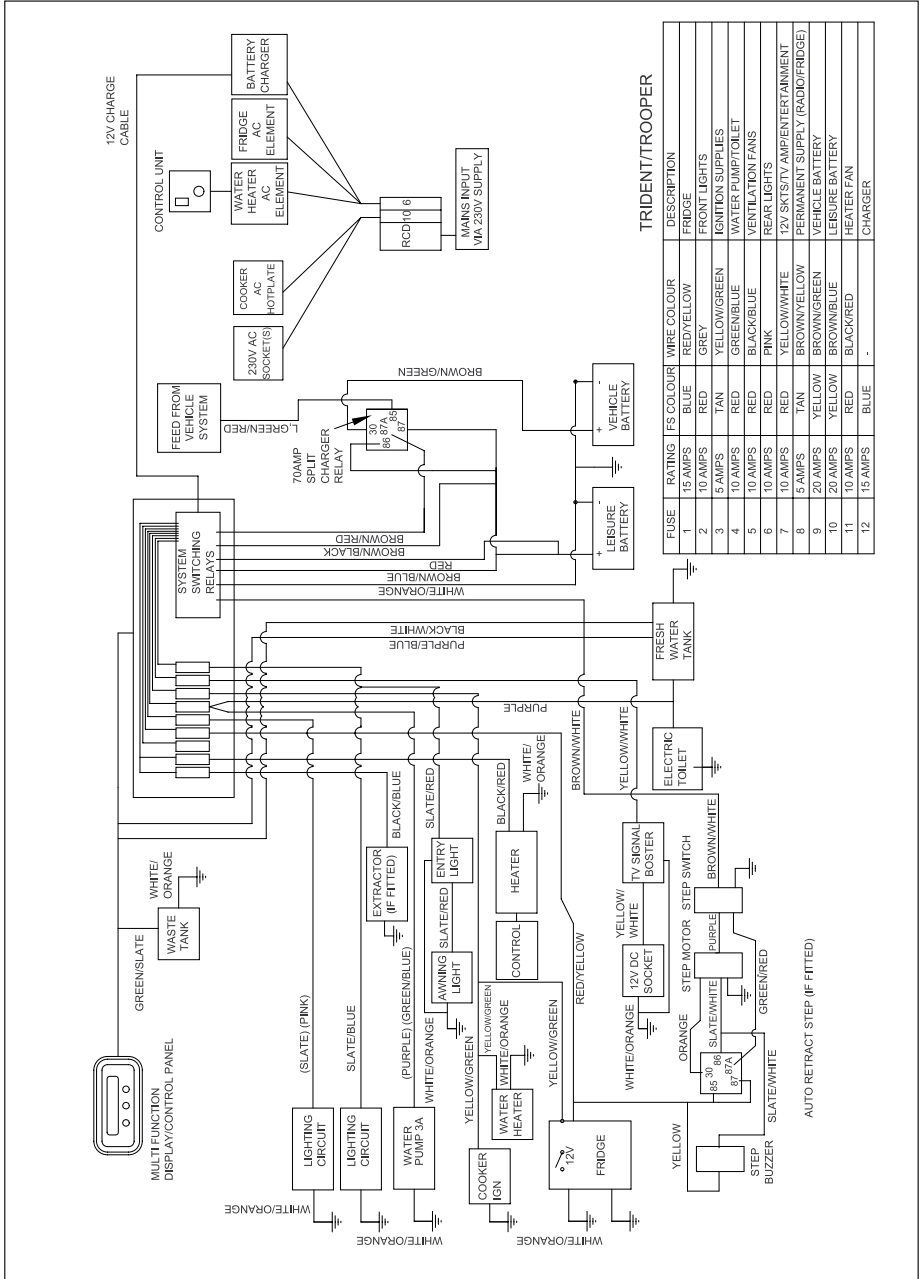 MULTI FUNCTION
DISPLAY/CONTROL PANEL
GREEN/SLATE
WASTE
TANK
WHITE/
ORANGE
SYSTEM
SWITCHING
RELAYS
12V CHARGE
CABLE
FEED FROM
VEHICLE
SYSTEM
L,GREEN/RED
CONTROL UNIT
230V AC
SOCKET(S)
COOKER
AC
HOTPLATE
WATER
HEATER
AC
ELEMENT
FRIDGE
AC
ELEMENT
BATTERY
CHARGER
RCD
10
6
MAINS INPUT
VIA 230V SUPPLY
70AMP
SPLIT
CHARGER
RELAY
30
86
87A
85
87
BROWN/GREEN
BROWN/RED
BROWN/BLACK
RED
BROWN/BLUE
WHITE/ORANGE
BLACK/WHITE
PURPLE/BLUE
+
-
LEISURE
BATTERY
+
-
VEHICLE
BATTERY
(SLATE) (PINK)
LIGHTING
CIRCUIT
WHITE/ORANGE
SLATE/BLUE
LIGHTING
CIRCUIT
BLACK/BLUE
EXTRACTOR
(IF FITTED)
(PURPLE) (GREEN/BLUE)
WATER
PUMP 3A
WHITE/ORANGE
SLATE/RED
ENTRY
LIGHT
SLATE/RED
AWNING
LIGHT
WHITE/ORANGE
YELLOW/GREEN
COOKER
IGN
YELLOW/GREEN
WATER
HEATER
WHITE/ORANGE
BLACK/RED
HEATER
CONTROL
WHITE/
ORANGE
RED/YELLOW
YELLOW/GREEN
12V
FRIDGE
WHITE/ORANGE
PURPLE
FRESH
WATER
TANK
ELECTRIC
TOILET
BROWN/WHITE
YELLOW/WHITE
TV SIGNAL
BOSTER
YELLOW/
WHITE
12V DC
SOCKET
WHITE/ORANGE
BROWN/WHITE
STEP SWITCH
STEP MOTOR
PURPLE
GREEN/RED
ORANGE
SLATE/WHITE
30
86
87A
85
87
SLATE/WHITE
YELLOW
STEP
BUZZER
AUTO RETRACT STEP (IF FITTED)
TRIDENT/TROOPER
FUSE RATING FS COLOUR WIRE COLOUR DESCRIPTION
1 15 AMPS BLUE RED/YELLOW FRIDGE
2 10 AMPS RED GREY FRONT LIGHTS
3 5 AMPS TAN YELLOW/GREEN IGNITION SUPPLIES
4 10 AMPS RED GREEN/BLUE WATER PUMP/TOILET
5 10 AMPS RED BLACK/BLUE VENTILATION FANS
6 10 AMPS RED PINK REAR LIGHTS
7 10 AMPS RED YELLOW/WHITE 12V SKTS/TV AMP/ENTERTAINMENT
8 5 AMPS TAN BROWN/YELLOW PERMANENT SUPPLY (RADIO/FRIDGE)
9 20 AMPS YELLOW BROWN/GREEN VEHICLE BATTERY
10 20 AMPS YELLOW BROWN/BLUE LEISURE BATTERY
11 10 AMPS RED BLACK/RED HEATER FAN
12 15 AMPS BLUE - CHARGER